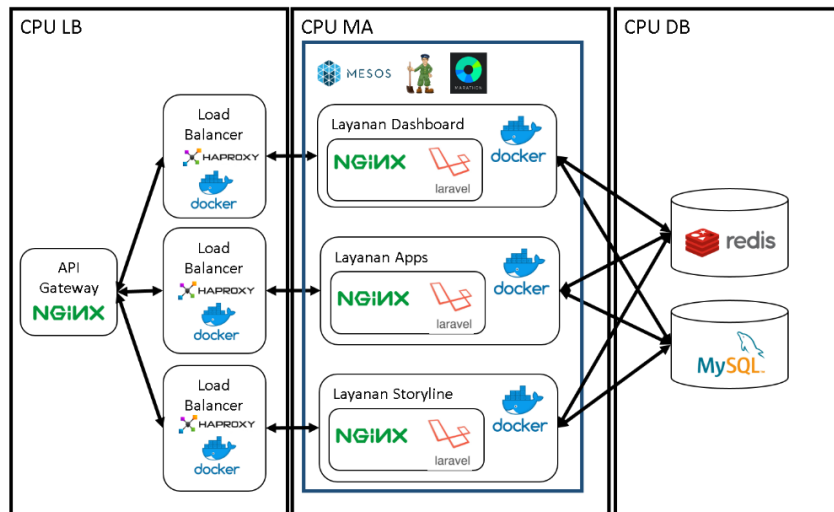 CPU LB
API
Gateway
NGINX
Load
Balancer
HAPROXY
docker
Load
Balancer
HAPROXY
docker
Load
Balancer
HAPROXY
docker
CPU MA
MESOS
MARATHON
Layanan Dashboard
NGINX
laravel
docker
Layanan Apps
NGINX
laravel
docker
Layanan Storyline
NGINX
laravel
docker
CPU DB
redis
MySQL